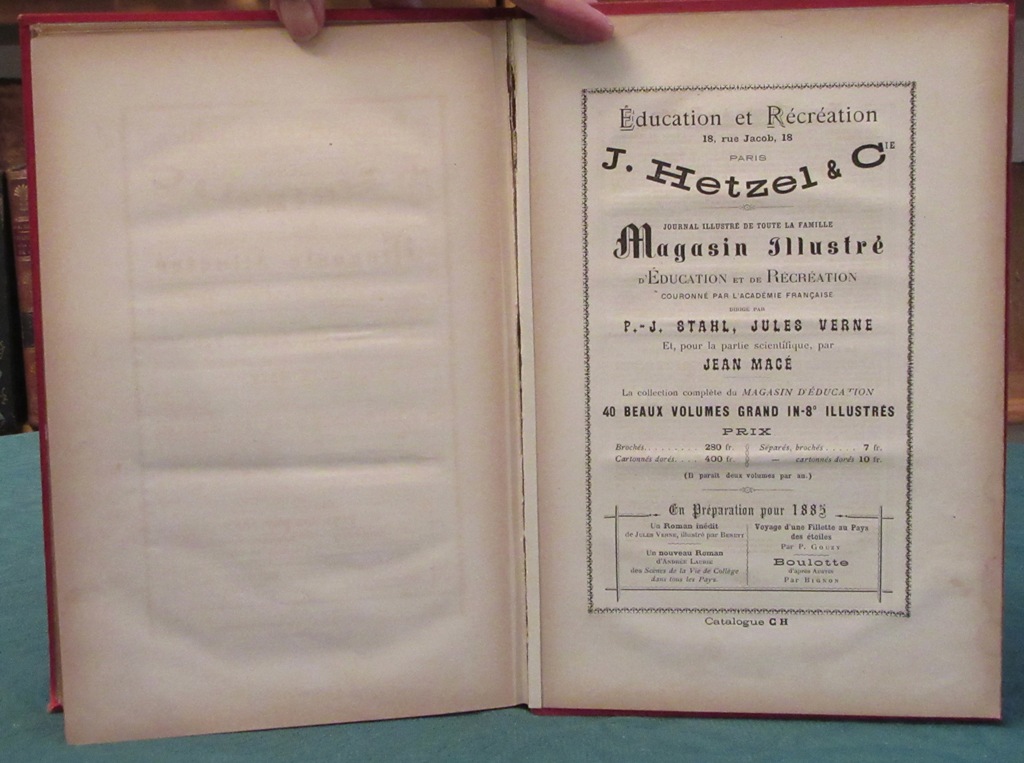 Éducation et Récréation
18, rue Jacob, 18
PARIS
J. Hetzel & Cie
JOURNAL ILLUSTRÉ DE TOUTE LA FAMILLE
Magasin Illustré
D'ÉDUCATION ET DE RÉCRÉATION
COURONNÉ PAR L'ACADÉMIE FRANÇAISE
DIRIGÉ PAR
P.-J. STAHL, JULES VERNE
Et, pour la partie scientifique, par
JEAN MACÉ
La collection complète du MAGASIN D'ÉDUCATION
40 BEAUX VOLUMES GRAND IN-8° ILLUSTRÉS
PRIX
Brochés. . . . . . . . . 280 fr.
Cartonnés dorés. . . . 400 fr.
Séparés, brochés . . . . . 7 fr.
— cartonnés dorés 10 fr.
(Il paraît deux volumes par an.)
En Préparation pour 1885
Un Roman inédit
de JULES VERNE, illustré par BENETT
Un nouveau Roman
d'ANDRÉ LAURIE
des Scènes de la Vie de Collège
dans tous les Pays.
Voyage d'une Fillette au Pays
des étoiles
Par P. GOUZY
Boulotte
d'après AUSTIN
Par BIGNON
Catalogue CH